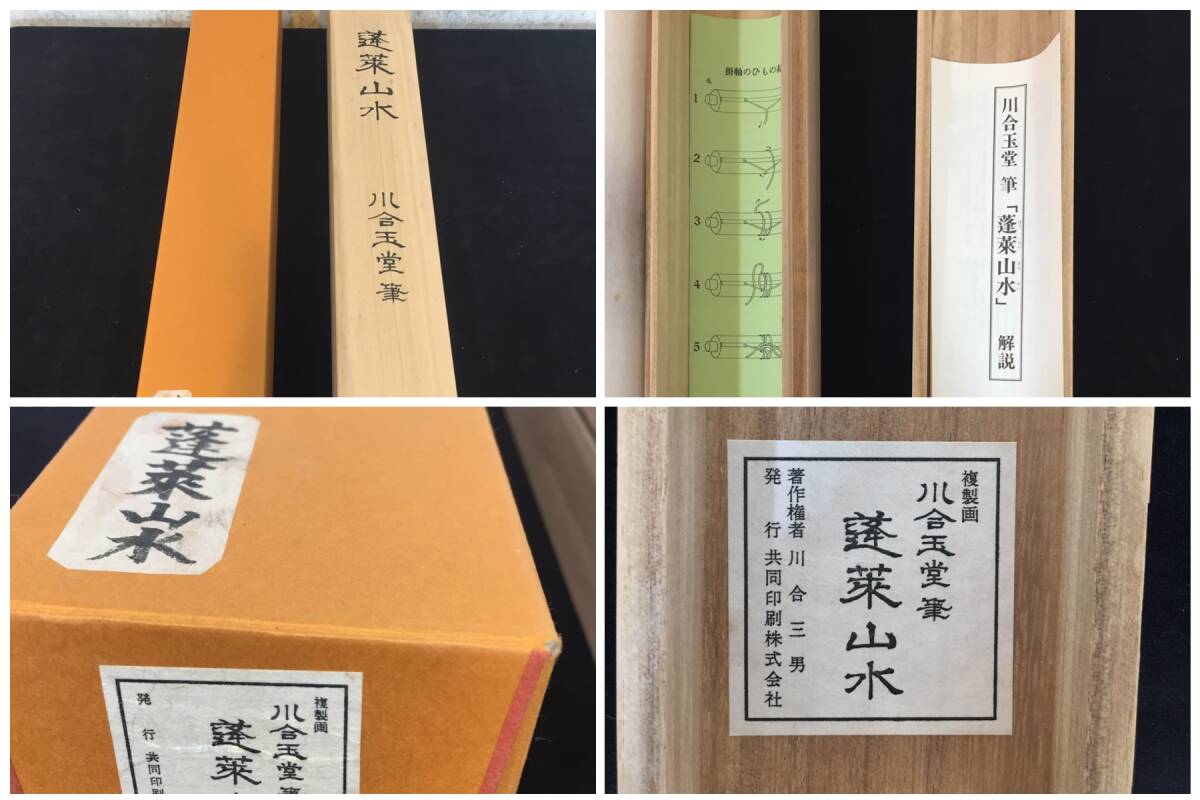 蓬萊山水
川合玉堂筆
掛軸のひもの
1
2
3
4
5
川合玉堂 筆「蓬萊山水」 解説
蓬萊山水
複製画
川合玉堂筆
蓬萊
発 行 共同印刷
複製画
川合玉堂筆
蓬萊山水
著作権者 川合三男
発 行 共同印刷株式会社